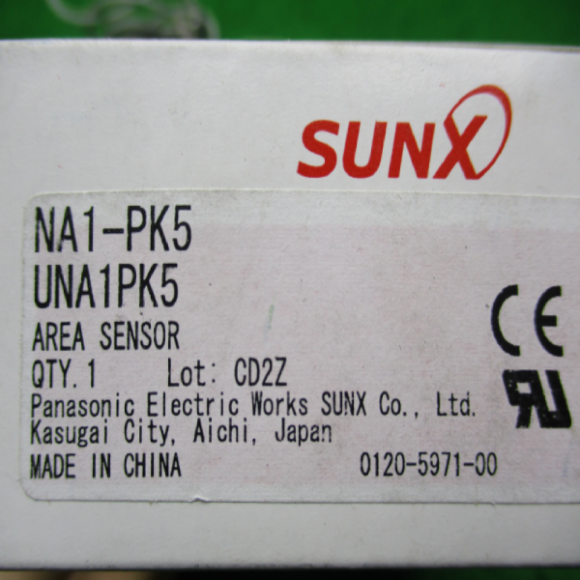 SUNX
NA1-PK5
UNA1PK5
AREA SENSOR
QTY. 1 Lot: CD2Z
Panasonic Electric Works SUNX Co., Ltd.
Kasugai City, Aichi, Japan
MADE IN CHINA 0120-5971-00
CE
RU